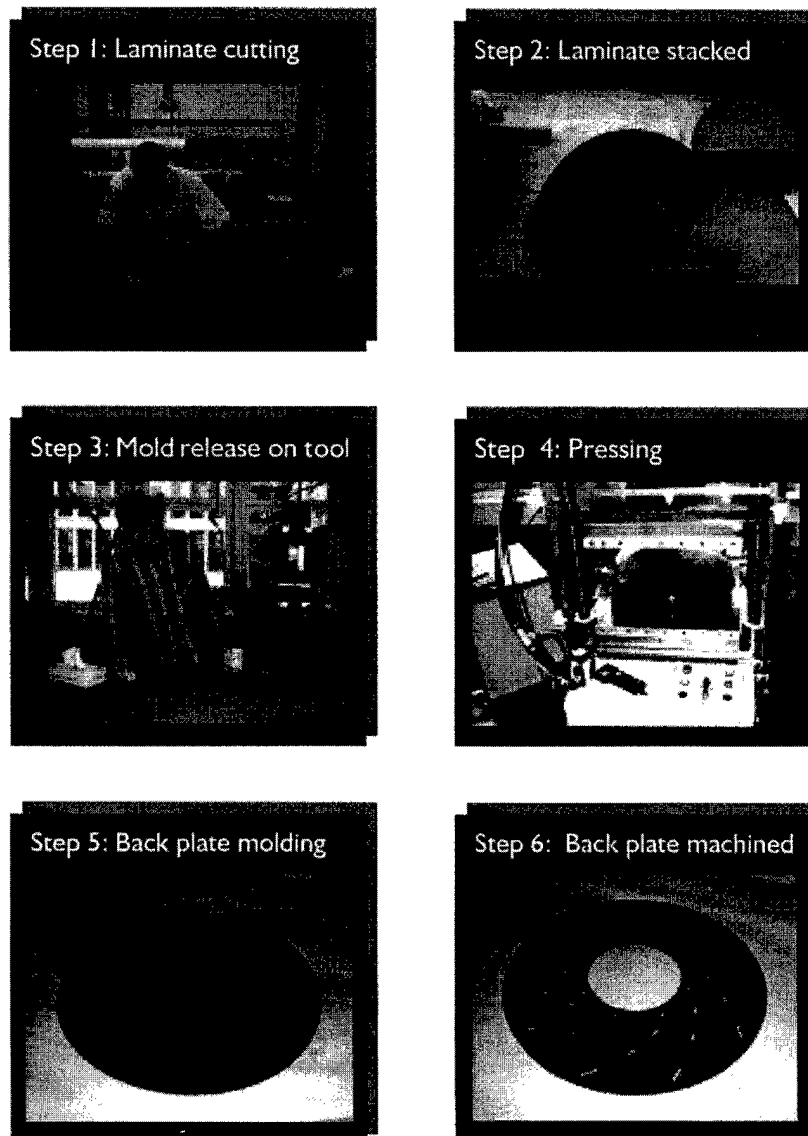 Step 1: Laminate cutting
Step 2: Laminate stacked
Step 3: Mold release on tool
Step 4: Pressing
Step 5: Back plate molding
Step 6: Back plate machined